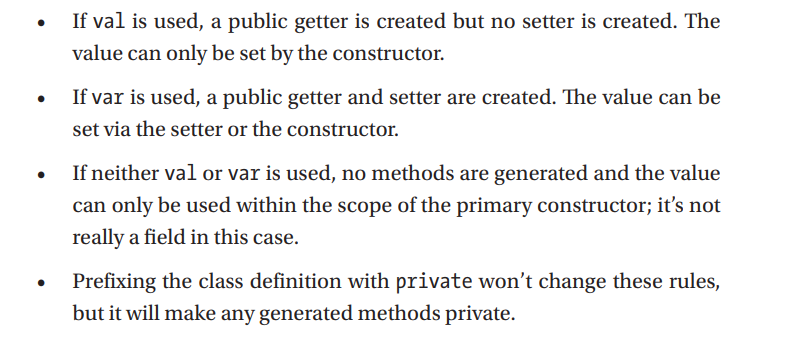 • If val is used, a public getter is created but no setter is created. The
value can only be set by the constructor.
• If var is used, a public getter and setter are created. The value can be
set via the setter or the constructor.
• If neither val or var is used, no methods are generated and the value
can only be used within the scope of the primary constructor; it’s not
really a field in this case.
• Prefixing the class definition with private won’t change these rules,
but it will make any generated methods private.